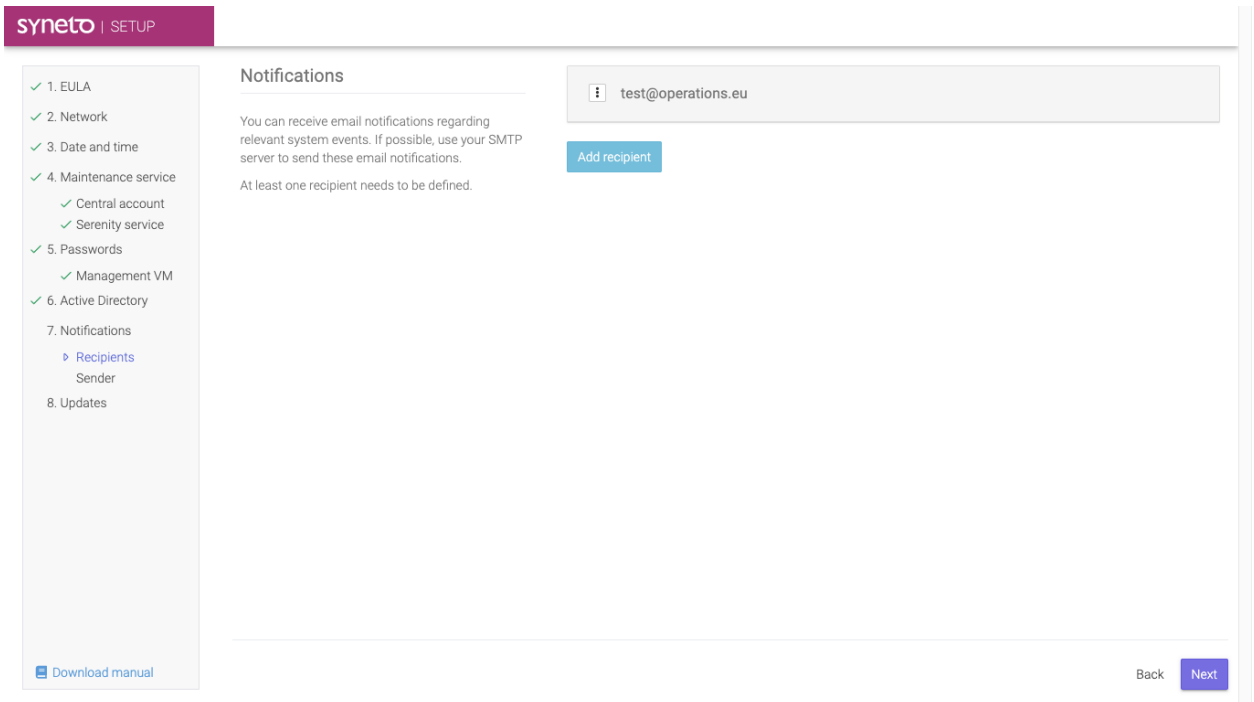 syneto | SETUP
1. EULA
2. Network
3. Date and time
4. Maintenance service
Central account
Serenity service
5. Passwords
Management VM
6. Active Directory
7. Notifications
Recipients
Sender
8. Updates
Download manual
Notifications
You can receive email notifications regarding
relevant system events. If possible, use your SMTP
server to send these email notifications.
At least one recipient needs to be defined.
test@operations.eu
Add recipient
Back
Next